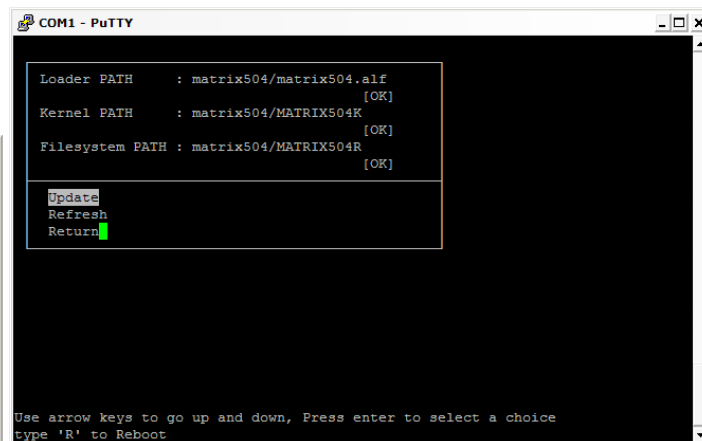 COM1 - PuTTY
Loader PATH : matrix504/matrix504.alf
[OK]
Kernel PATH : matrix504/MATRIX504K
[OK]
Filesystem PATH : matrix504/MATRIX504R
[OK]
Update
Refresh
Return
Use arrow keys to go up and down, Press enter to select a choice
type 'R' to Reboot